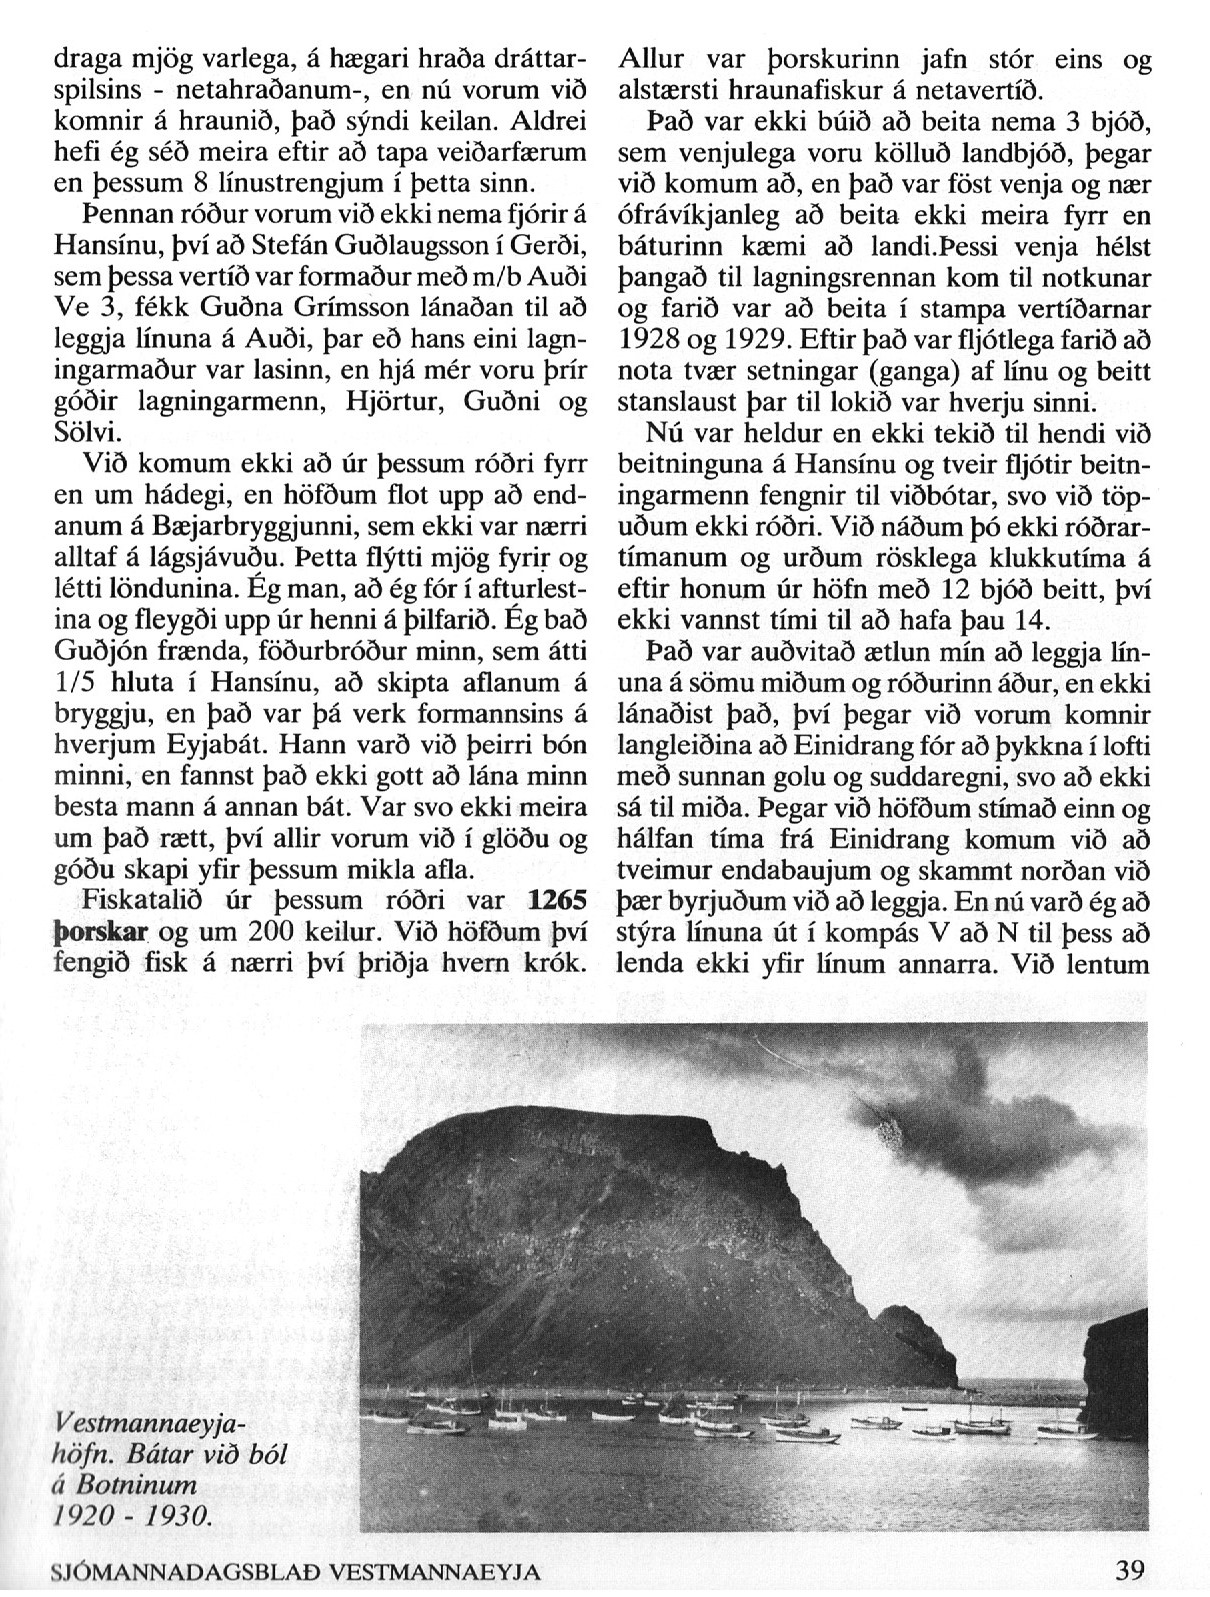 draga mjög varlega, á hægari hraða dráttar-
spilsins - netahraðanum-, en nú vorum við
komnir á hraunið, það sýndi keilan. Aldrei
hefi ég séð meira eftir að tapa veiðarfærum
en þessum 8 línustrengjum í þetta sinn.
Þennan róður vorum við ekki nema fjórir á
Hansínu, því að Stefán Guðlaugsson í Gerði,
sem þessa vertíð var formaður með m/b Auði
Ve 3, fékk Guðna Grímsson lánaðan til að
leggja línuna á Auði, þar eð hans eini lagn-
ingarmaður var lasinn, en hjá mér voru þrír
góðir lagningarmenn, Hjörtur, Guðni og
Sölvi.
Við komum ekki að úr þessum róðri fyrr
en um hádegi, en höfðum flot upp að end-
anum á Bæjarbryggjunni, sem ekki var nærri
alltaf á lágsjávuðu. Þetta flýtti mjög fyrir og
létti löndunina. Ég man, að ég fór í afturlest-
ina og fleygði upp úr henni á þilfarið. Ég bað
Guðjón frænda, föðurbróður minn, sem átti
1/5 hluta í Hansínu, að skipta aflanum á
bryggju, en það var þá verk formannsins á
hverjum Eyjabát. Hann varð við þeirri bón
minni, en fannst það ekki gott að lána minn
besta mann á annan bát. Var svo ekki meira
um það rætt, því allir vorum við í glöðu og
góðu skapi yfir þessum mikla afla.
Fiskatalið úr þessum róðri var 1265
þorskar og um 200 keilur. Við höfðum því
fengið fisk á nærri því þriðja hvern krók.
Allur var þorskurinn jafn stór eins og
alstærsti hraunafiskur á netavertíð.
Það var ekki búið að beita nema 3 bjóð,
sem venjulega voru kölluð landbjóð, þegar
við komum að, en það var föst venja og nær
ófrávíkjanleg að beita ekki meira fyrr en
báturinn kæmi að landi.Þessi venja hélst
þangað til lagningsrennan kom til notkunar
og farið var að beita í stampa vertíðarnar
1928 og 1929. Eftir það var fljótlega farið að
nota tvær setningar (ganga) af línu og beitt
stanslaust þar til lokið var hverju sinni.
Nú var heldur en ekki tekið til hendi við
beitninguna á Hansínu og tveir fljótir beitn-
ingarmenn fengnir til viðbótar, svo við töp-
uðum ekki róðri. Við náðum þó ekki róðrar-
tímanum og urðum rösklega klukkutíma á
eftir honum úr höfn með 12 bjóð beitt, því
ekki vannst tími til að hafa þau 14.
Það var auðvitað ætlun mín að leggja lín-
una á sömu miðum og róðurinn áður, en ekki
lánaðist það, því þegar við vorum komnir
langleiðina að Einidrang fór að þykkna í lofti
með sunnan golu og suddaregni, svo að ekki
sá til miða. Þegar við höfðum stímað einn og
hálfan tíma frá Einidrang komum við að
tveimur endabaujum og skammt norðan við
þær byrjuðum við að leggja. En nú varð ég að
stýra línuna út í kompás V að N til þess að
lenda ekki yfir línum annarra. Við lentum
Vestmannaeyja-
höfn. Bátar við ból
á Botninum
1920 - 1930.
SJÓMANNADAGSBLAÐ VESTMANNAEYJA
39